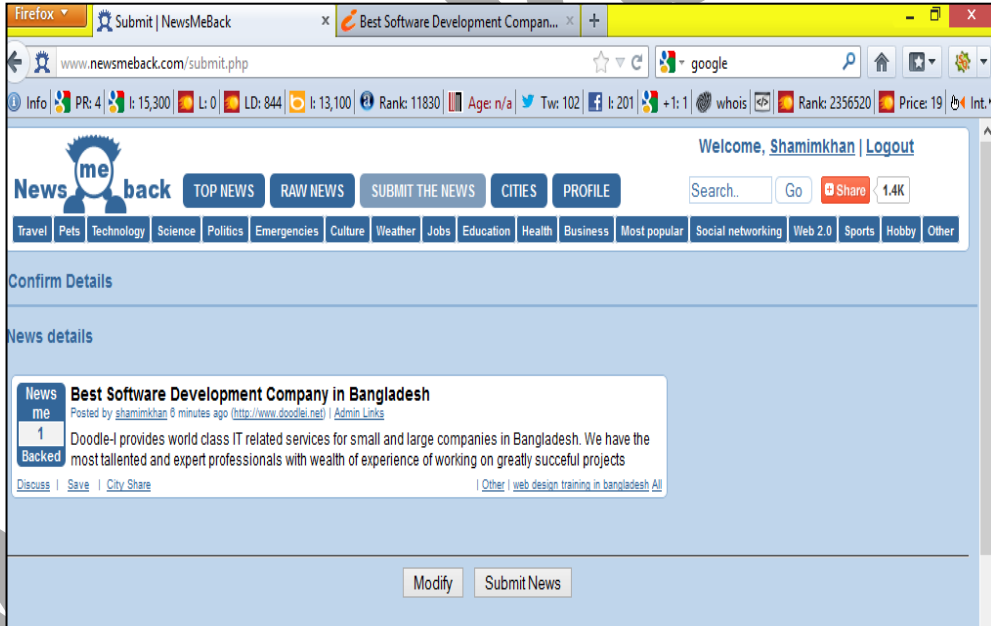 Firefox
Submit | NewsMeBack x Best Software Development Compan... x +
www.newsmeback.com/submit.php google
Info PR: 4 I: 15,300 L: 0 LD: 844 I: 13,100 Rank: 11830 Age: n/a Tw: 102 I: 201 +1: 1 whois Rank: 2356520 Price: 19 Int.
Welcome, Shamimkhan | Logout
News me back TOP NEWS RAW NEWS SUBMIT THE NEWS CITIES PROFILE Search.. Go Share 1.4K
Travel Pets Technology Science Politics Emergencies Culture Weather Jobs Education Health Business Most popular Social networking Web 2.0 Sports Hobby Other
Confirm Details
News details
News me 1 Backed
Best Software Development Company in Bangladesh
Posted by shamimkhan 6 minutes ago (http://www.doodlei.net) | Admin Links
Doodle-I provides world class IT related services for small and large companies in Bangladesh. We have the
most tallented and expert professionals with wealth of experience of working on greatly succeful projects
Discuss | Save | City Share | Other | web design training in bangladesh All
Modify Submit News